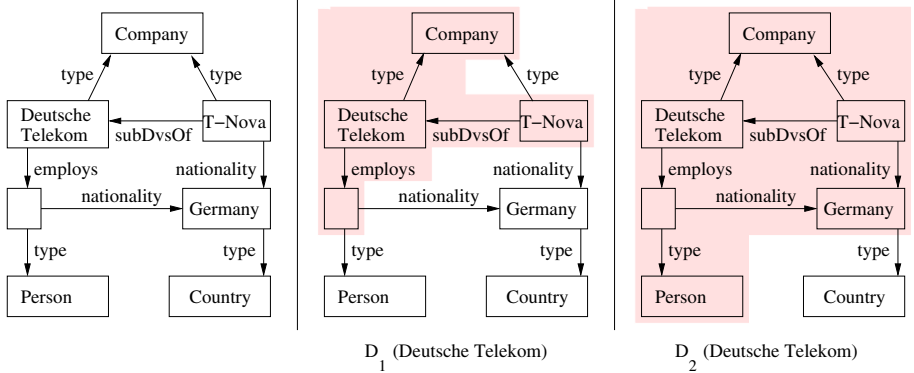 Company
type
type
Deutsche
Telekom
subDvsOf
T−Nova
employs
nationality
nationality
Germany
type
type
Person
Country
Company
type
type
Deutsche
Telekom
subDvsOf
T−Nova
employs
nationality
nationality
Germany
type
type
Person
Country
D1 (Deutsche Telekom)
Company
type
type
Deutsche
Telekom
subDvsOf
T−Nova
employs
nationality
nationality
Germany
type
type
Person
Country
D2 (Deutsche Telekom)